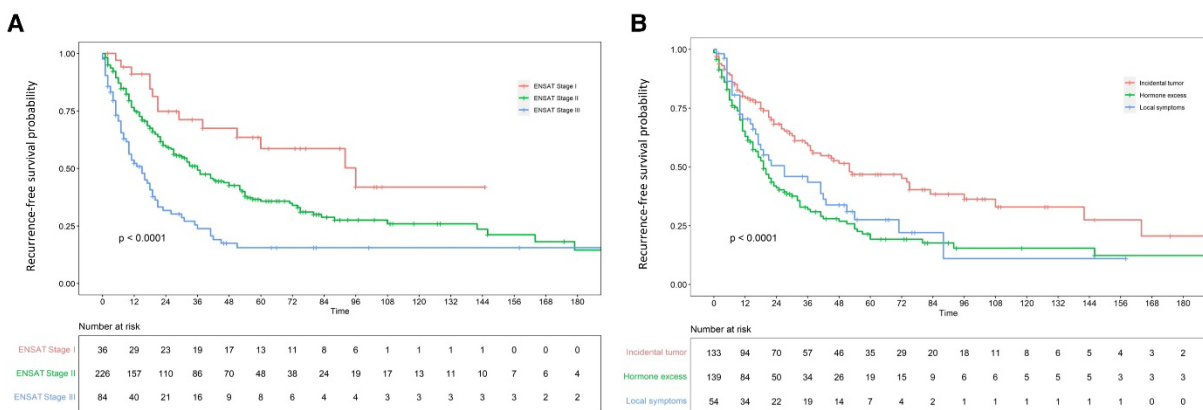 A
Recurrence-free survival probability
1.00
0.75
0.50
0.25
0.00
ENSAT Stage I
ENSAT Stage II
ENSAT Stage III
p < 0.0001
0 12 24 36 48 60 72 84 96 108 120 132 144 156 168 180
Time
Number at risk
ENSAT Stage I 36 29 23 19 17 13 11 8 6 1 1 1 1 0 0 0
ENSAT Stage II 226 157 110 86 70 48 38 24 19 17 13 11 10 7 6 4
ENSAT Stage III 84 40 21 16 9 8 6 4 4 3 3 3 3 3 2 2
B
Recurrence-free survival probability
1.00
0.75
0.50
0.25
0.00
Incidental tumor
Hormone excess
Local symptoms
p < 0.0001
0 12 24 36 48 60 72 84 96 108 120 132 144 156 168 180
Time
Number at risk
Incidental tumor 133 94 70 57 46 35 29 20 18 11 8 6 5 4 3 2
Hormone excess 139 84 50 34 26 19 15 9 6 6 5 5 5 3 3 3
Local symptoms 54 34 22 19 14 7 4 2 1 1 1 1 1 1 0 0